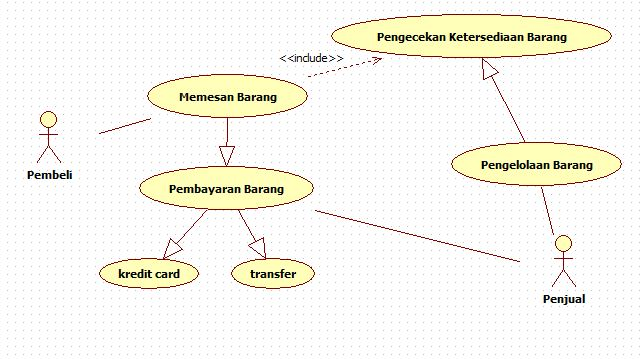 Pengecekan Ketersediaan Barang
<<include>>
Memesan Barang
Pembeli
Pengelolaan Barang
Pembayaran Barang
kredit card
transfer
Penjual